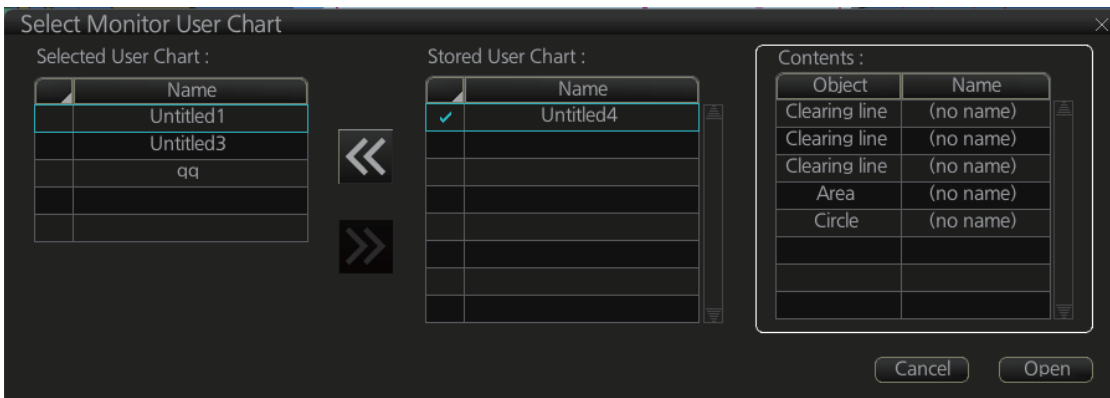 Select Monitor User Chart
Selected User Chart :
Name
Untitled1
Untitled3
qq
Stored User Chart :
Name
Untitled4
Contents :
Object Name
Clearing line (no name)
Clearing line (no name)
Clearing line (no name)
Area (no name)
Circle (no name)
Cancel Open